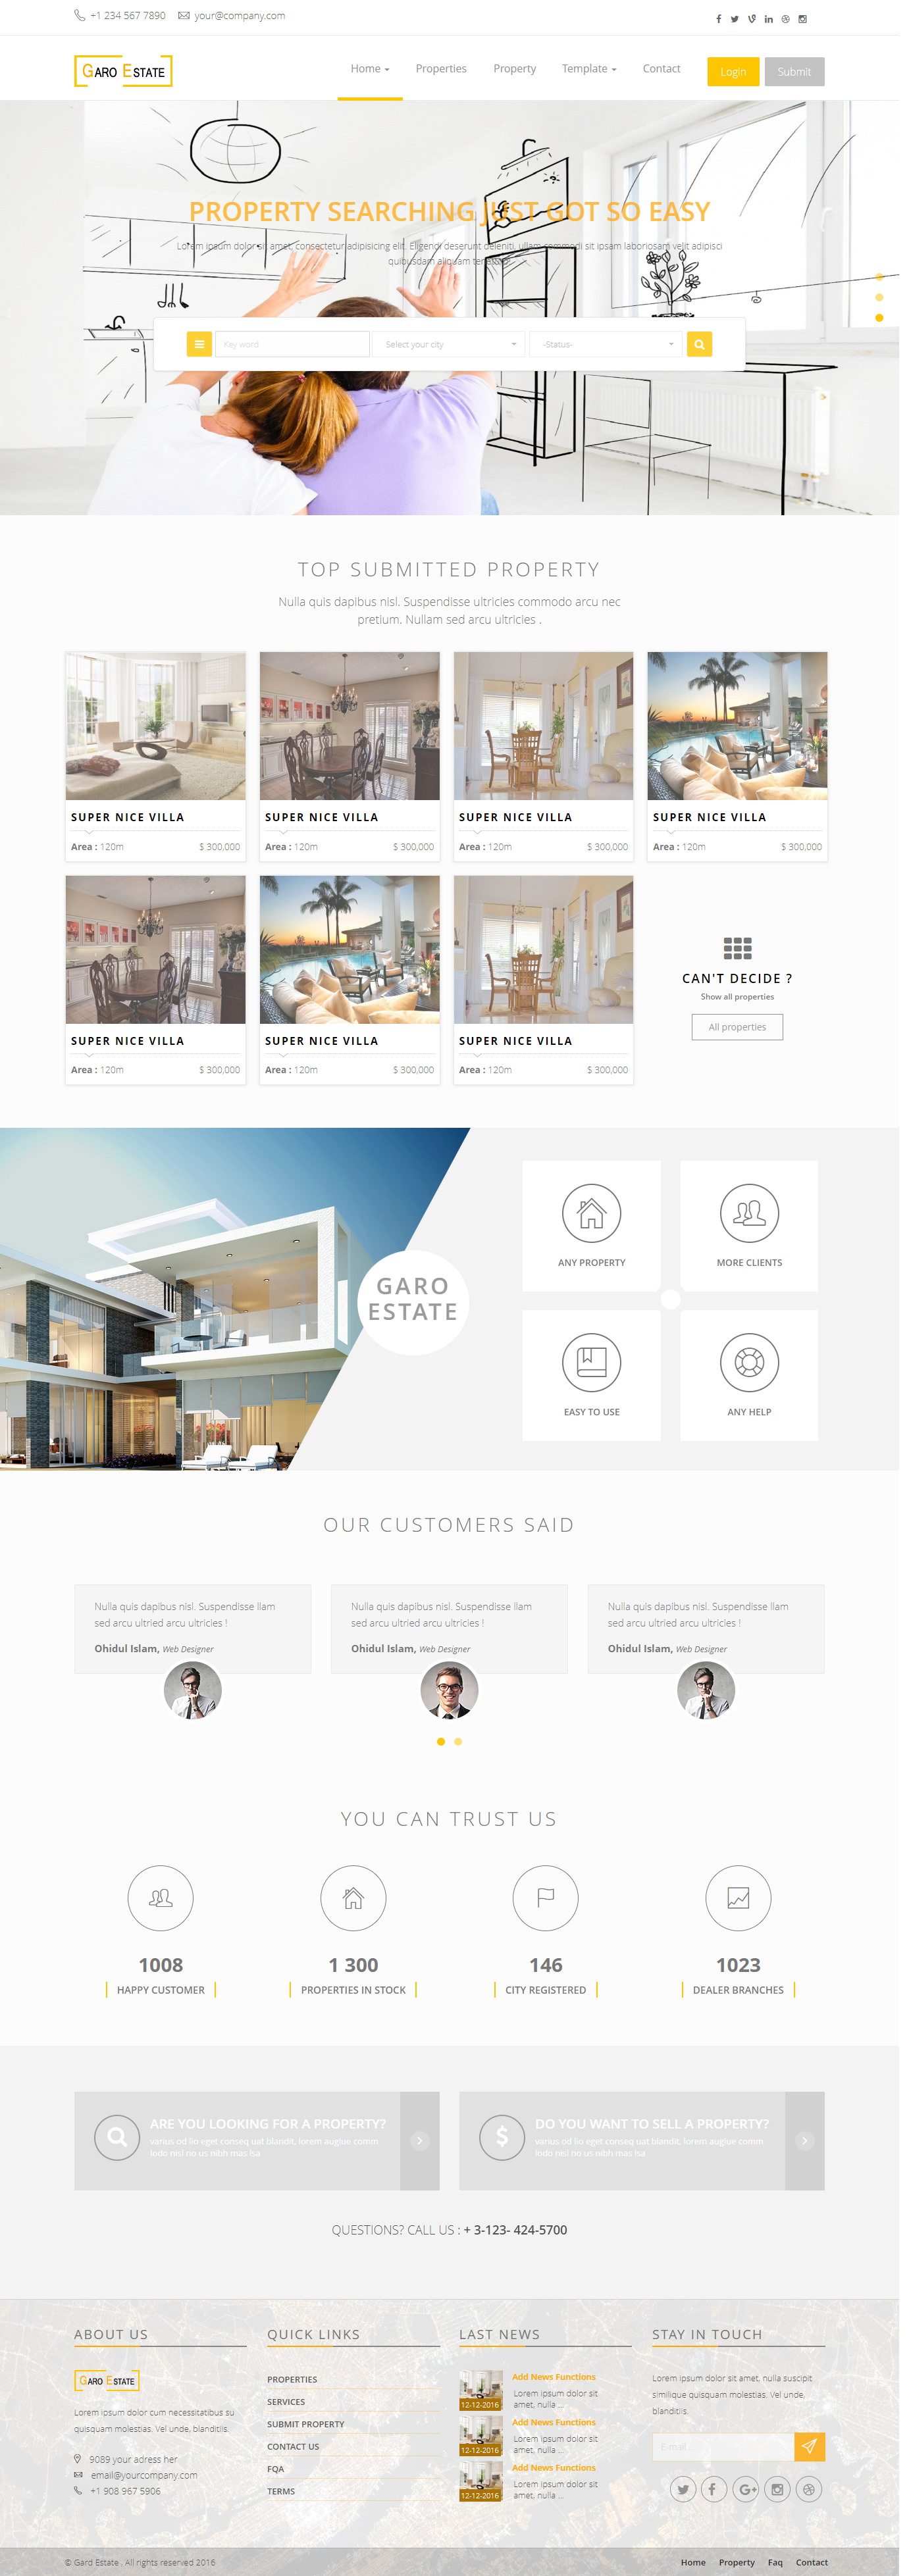 +1 234 567 7890 your@company.com
GARO ESTATE
Home Properties Property Template Contact Login Submit
PROPERTY SEARCHING JUST GOT SO EASY
Lorem ipsum dolor sit amet, consectetur adipisicing elit. Eligendi deserunt deleniti, ullam commodi sit ipsam laboriosam velit adipisci
quibusdam aliquam teneturo
Key word Select your city -Status-
TOP SUBMITTED PROPERTY
Nulla quis dapibus nisl. Suspendisse ultricies commodo arcu nec
pretium. Nullam sed arcu ultricies .
SUPER NICE VILLA SUPER NICE VILLA SUPER NICE VILLA SUPER NICE VILLA
Area : 120m $ 300,000 Area : 120m $ 300,000 Area : 120m $ 300,000 Area : 120m $ 300,000
CAN'T DECIDE ?
Show all properties
All properties
SUPER NICE VILLA SUPER NICE VILLA SUPER NICE VILLA
Area : 120m $ 300,000 Area : 120m $ 300,000 Area : 120m $ 300,000
GARO
ESTATE
ANY PROPERTY MORE CLIENTS
EASY TO USE ANY HELP
OUR CUSTOMERS SAID
Nulla quis dapibus nisl. Suspendisse llam
sed arcu ultried arcu ultricies !
Ohidul Islam, Web Designer
Nulla quis dapibus nisl. Suspendisse llam
sed arcu ultried arcu ultricies !
Ohidul Islam, Web Designer
Nulla quis dapibus nisl. Suspendisse llam
sed arcu ultried arcu ultricies !
Ohidul Islam, Web Designer
YOU CAN TRUST US
1008 1 300 146 1023
HAPPY CUSTOMER PROPERTIES IN STOCK CITY REGISTERED DEALER BRANCHES
ARE YOU LOOKING FOR A PROPERTY?
varius od lio eget conseq uat blandit, lorem auglue comm
lodo nisl no us nibh mas lsa
DO YOU WANT TO SELL A PROPERTY?
varius od lio eget conseq uat blandit, lorem auglue comm
lodo nisl no us nibh mas lsa
QUESTIONS? CALL US : + 3-123- 424-5700
ABOUT US
GARO ESTATE
Lorem ipsum dolor cum necessitatibus su
quisquam molestias. Vel unde, blanditiis.
9089 your adress her
email@yourcompany.com
+1 908 967 5906
QUICK LINKS
PROPERTIES
SERVICES
SUBMIT PROPERTY
CONTACT US
FQA
TERMS
LAST NEWS
Add News Functions
Lorem ipsum dolor sit
amet, nulla ...
12-12-2016
Add News Functions
Lorem ipsum dolor sit
amet, nulla ...
12-12-2016
Add News Functions
Lorem ipsum dolor sit
amet, nulla ...
12-12-2016
STAY IN TOUCH
Lorem ipsum dolor sit amet, nulla suscipit
similique quisquam molestias. Vel unde,
blanditiis.
E-mail ...
© Gard Estate . All rights reserved 2016
Home Property Faq Contact